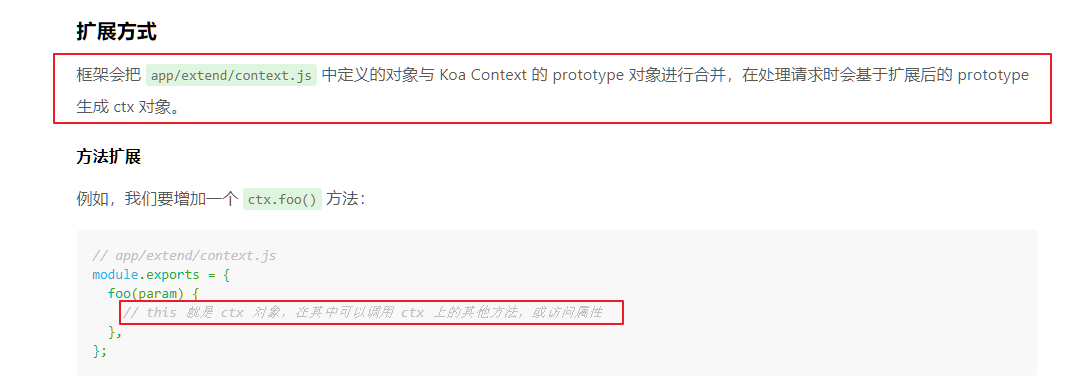 扩展方式
框架会把 app/extend/context.js 中定义的对象与 Koa Context 的 prototype 对象进行合并，在处理请求时会基于扩展后的 prototype
生成 ctx 对象。
方法扩展
例如，我们要增加一个 ctx.foo() 方法：
// app/extend/context.js
module.exports = {
  foo(param) {
    // this 就是 ctx 对象，在其中可以调用 ctx 上的其他方法，或访问属性
  },
};